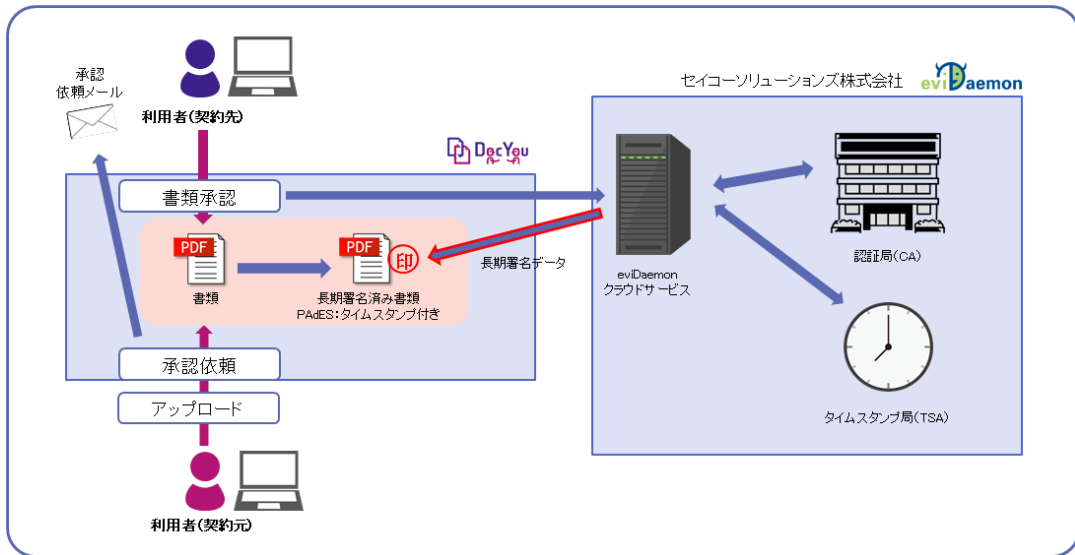 承認
依頼メール
利用者(契約先)
セイコーソリューションズ株式会社
eviDaemon
DocYou
書類承認
PDF
PDF
印
書類
長期署名済み書類
PAdES：タイムスタンプ付き
長期署名データ
eviDaemon
クラウドサービス
認証局(CA)
承認依頼
アップロード
タイムスタンプ局(TSA)
利用者(契約元)